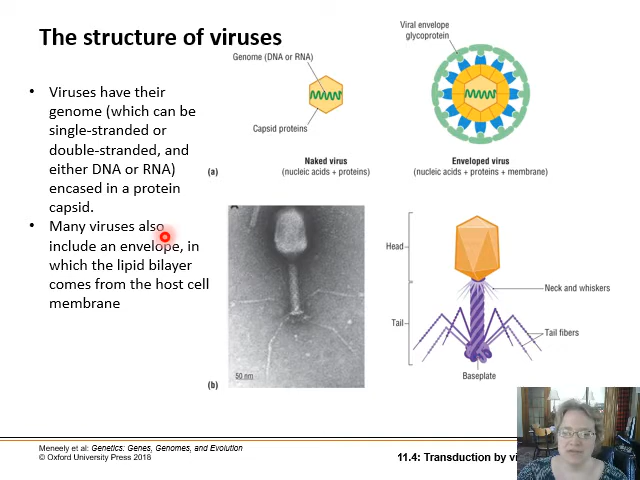 The structure of viruses
• Viruses have their
genome (which can be
single-stranded or
double-stranded, and
either DNA or RNA)
encased in a protein
capsid.
• Many viruses also
include an envelope, in
which the lipid bilayer
comes from the host cell
membrane
Genome (DNA or RNA)
Capsid proteins
(a)
Naked virus
(nucleic acids + proteins)
Viral envelope
glycoprotein
Enveloped virus
(nucleic acids + proteins + membrane)
50 nm
(b)
Head
Neck and whiskers
Tail
Tail fibers
Baseplate
Meneely et al: Genetics: Genes, Genomes, and Evolution
© Oxford University Press 2018
11.4: Transduction by